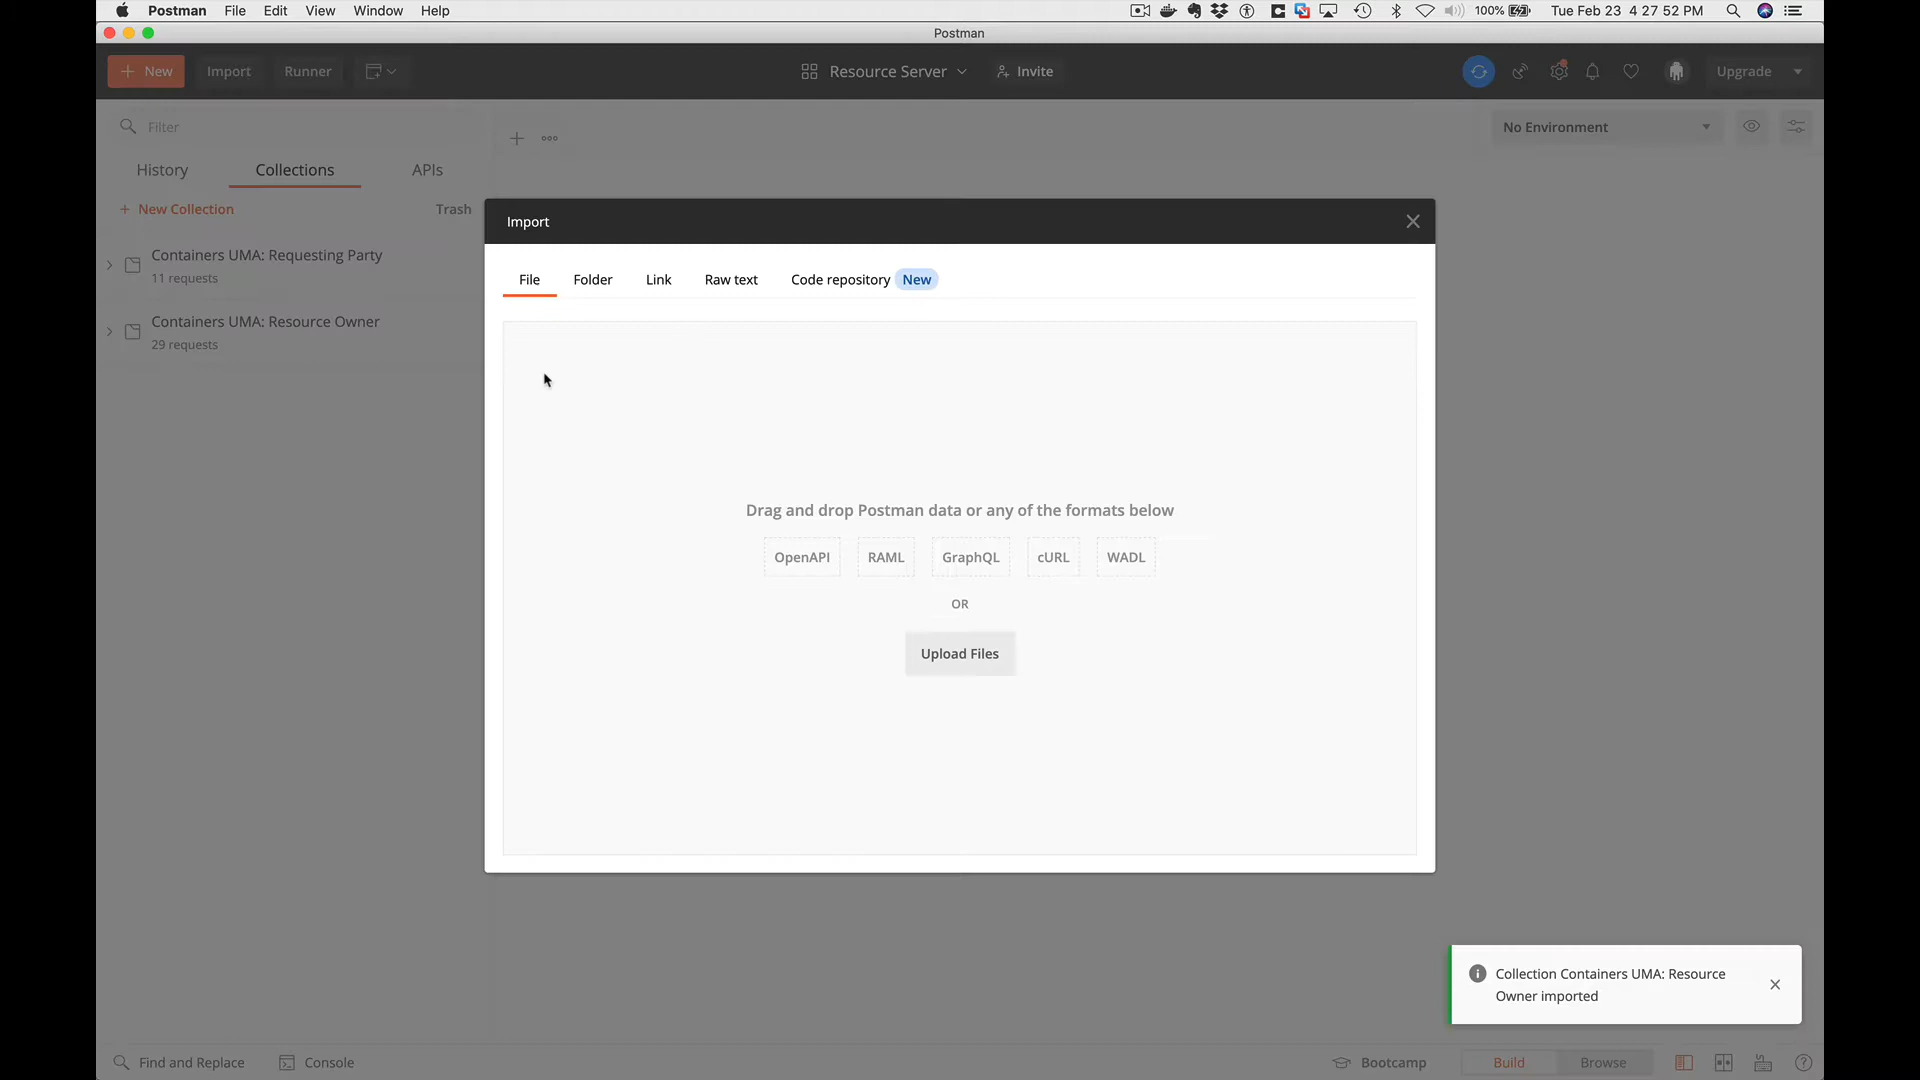 Postman File Edit View Window Help 100% Tue Feb 23 4 27 52 PM
Postman
New Import Runner Resource Server Invite Upgrade
Filter No Environment
History Collections APIs
+ New Collection Trash
Containers UMA: Requesting Party
11 requests
Containers UMA: Resource Owner
29 requests
Import
File Folder Link Raw text Code repository New
Drag and drop Postman data or any of the formats below
OpenAPI RAML GraphQL cURL WADL
OR
Upload Files
Collection Containers UMA: Resource
Owner imported
Find and Replace Console Bootcamp Build Browse